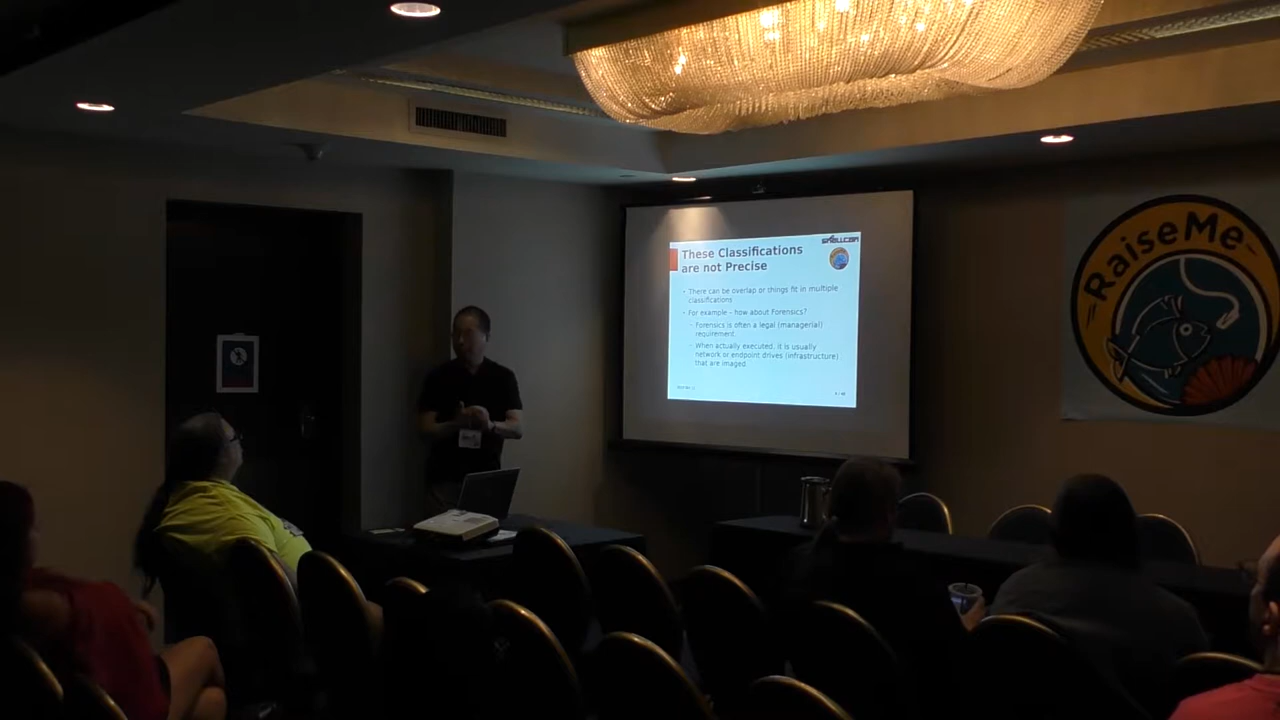 SHELLCON
These Classifications
are not Precise
There can be overlap or things fit in multiple
classifications
For example – how about Forensics?
Forensics is often a legal (managerial)
requirement.
When actually executed, it is usually
network or endpoint drives (infrastructure)
that are imaged.
RaiseMe